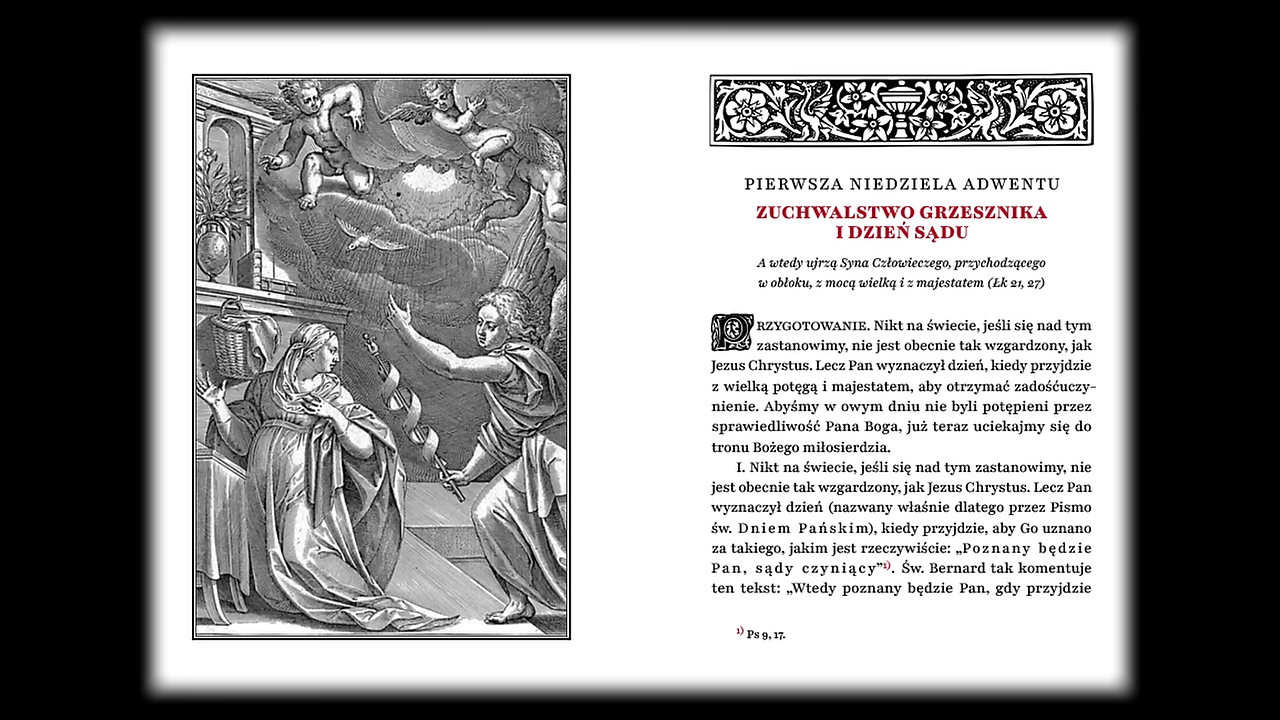 PIERWSZA NIEDZIELA ADWENTU
ZUCHWALSTWO GRZESZNIKA
I DZIEŃ SĄDU
A wtedy ujrzą Syna Człowieczego, przychodzącego
w obłoku, z mocą wielką i z majestatem (Łk 21, 27)
PRZYGOTOWANIE. Nikt na świecie, jeśli się nad tym
zastanowimy, nie jest obecnie tak wzgardzony, jak
Jezus Chrystus. Lecz Pan wyznaczył dzień, kiedy przyjdzie
z wielką potęgą i majestatem, aby otrzymać zadośćuczy-
nienie. Abyśmy w owym dniu nie byli potępieni przez
sprawiedliwość Pana Boga, już teraz uciekajmy się do
tronu Bożego miłosierdzia.
I. Nikt na świecie, jeśli się nad tym zastanowimy, nie
jest obecnie tak wzgardzony, jak Jezus Chrystus. Lecz Pan
wyznaczył dzień (nazwany właśnie dlatego przez Pismo
św. Dniem Pańskim), kiedy przyjdzie, aby Go uznano
za takiego, jakim jest rzeczywiście: „Poznany będzie
Pan, sądy czyniący”¹⁾. Św. Bernard tak komentuje
ten tekst: „Wtedy poznany będzie Pan, gdy przyjdzie
¹⁾ Ps 9, 17.